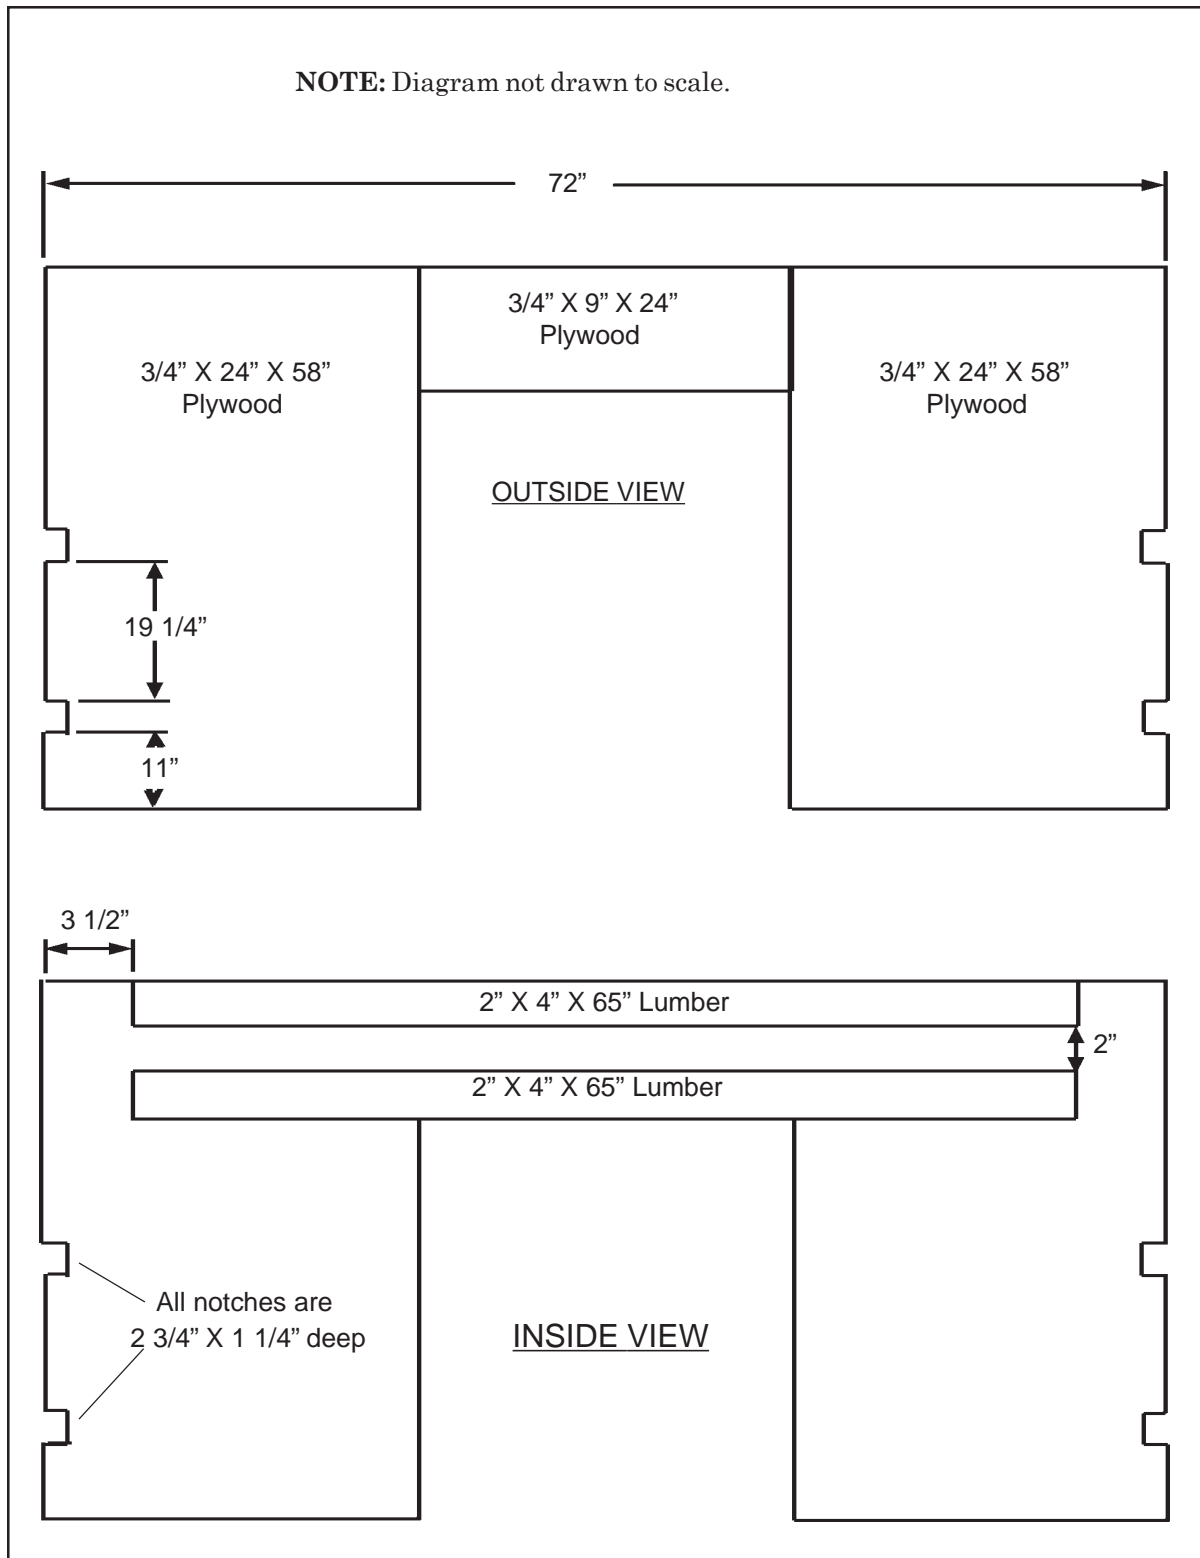 NOTE: Diagram not drawn to scale.
72”
3/4” X 9” X 24”
Plywood
3/4” X 24” X 58”
Plywood
3/4” X 24” X 58”
Plywood
OUTSIDE VIEW
19 1/4”
11”
3 1/2”
2” X 4” X 65” Lumber
2”
2” X 4” X 65” Lumber
All notches are
2 3/4” X 1 1/4” deep
INSIDE VIEW